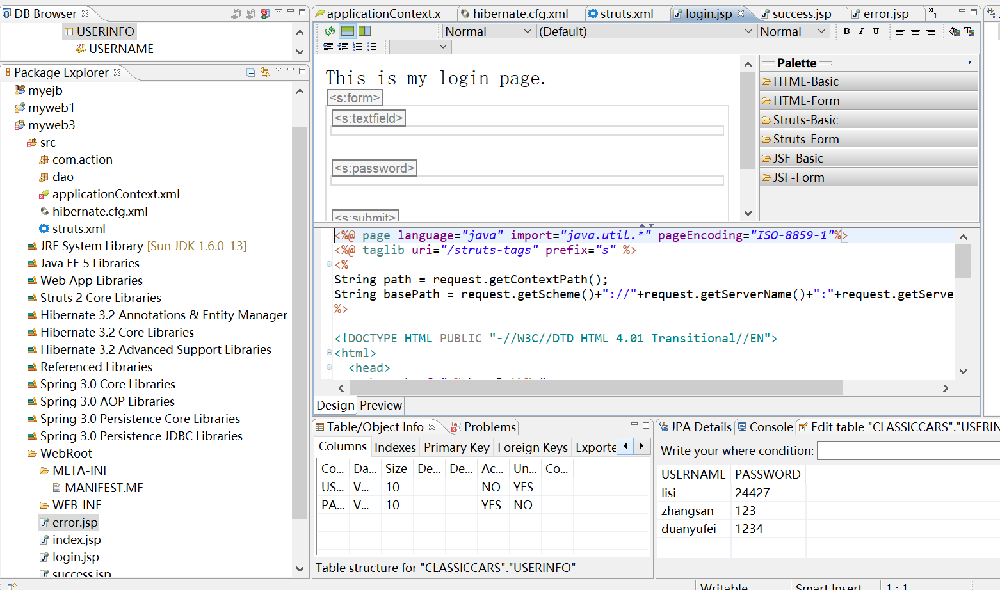 DB Browser
USERINFO
USERNAME
Package Explorer
myejb
myweb1
myweb3
src
com.action
dao
applicationContext.xml
hibernate.cfg.xml
struts.xml
JRE System Library [Sun JDK 1.6.0_13]
Java EE 5 Libraries
Web App Libraries
Struts 2 Core Libraries
Hibernate 3.2 Annotations & Entity Manager
Hibernate 3.2 Core Libraries
Hibernate 3.2 Advanced Support Libraries
Referenced Libraries
Spring 3.0 Core Libraries
Spring 3.0 AOP Libraries
Spring 3.0 Persistence Core Libraries
Spring 3.0 Persistence JDBC Libraries
WebRoot
META-INF
MANIFEST.MF
WEB-INF
error.jsp
index.jsp
login.jsp
success.jsp
applicationContext.x hibernate.cfg.xml struts.xml login.jsp success.jsp error.jsp »1
Normal (Default) Normal B I U
This is my login page.
<s:form>
<s:textfield>
<s:password>
<s:submit>
Palette
HTML-Basic
HTML-Form
Struts-Basic
Struts-Form
JSF-Basic
JSF-Form
<%@ page language="java" import="java.util.*" pageEncoding="ISO-8859-1"%>
<%@ taglib uri="/struts-tags" prefix="s" %>
<%
String path = request.getContextPath();
String basePath = request.getScheme()+"://"+request.getServerName()+":"+request.getServe
%>
<!DOCTYPE HTML PUBLIC "-//W3C//DTD HTML 4.01 Transitional//EN">
<html>
<head>
Design Preview
Table/Object Info Problems
Columns Indexes Primary Key Foreign Keys Exporte
Co... Da... Size De... De... Ac... Un... Co...
US... V... 10 NO YES
PA... V... 10 YES NO
Table structure for "CLASSICCARS"."USERINFO"
JPA Details Console Edit table "CLASSICCARS"."USERIN
Write your where condition:
USERNAME PASSWORD
lisi 24427
zhangsan 123
duanyufei 1234
Writable Smart Insert 1 : 1